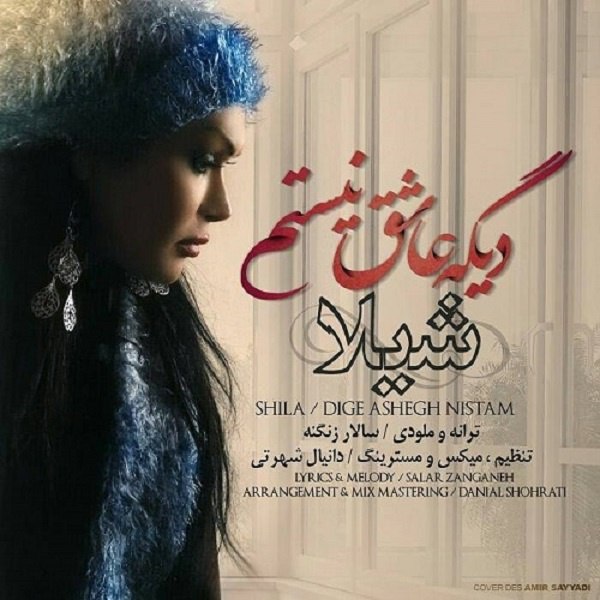 دیگه عاشق نیستم
شیلا
SHILA / DIGE ASHEGH NISTAM
ترانه و ملودی / سالار زنگنه
تنظیم ، میکس و مسترینگ / دانیال شهرتی
LYRICS & MELODY / SALAR ZANGANEH
ARRANGEMENT & MIX MASTERING / DANIAL SHOHRATI
COVER DES AMIR SAYYADI